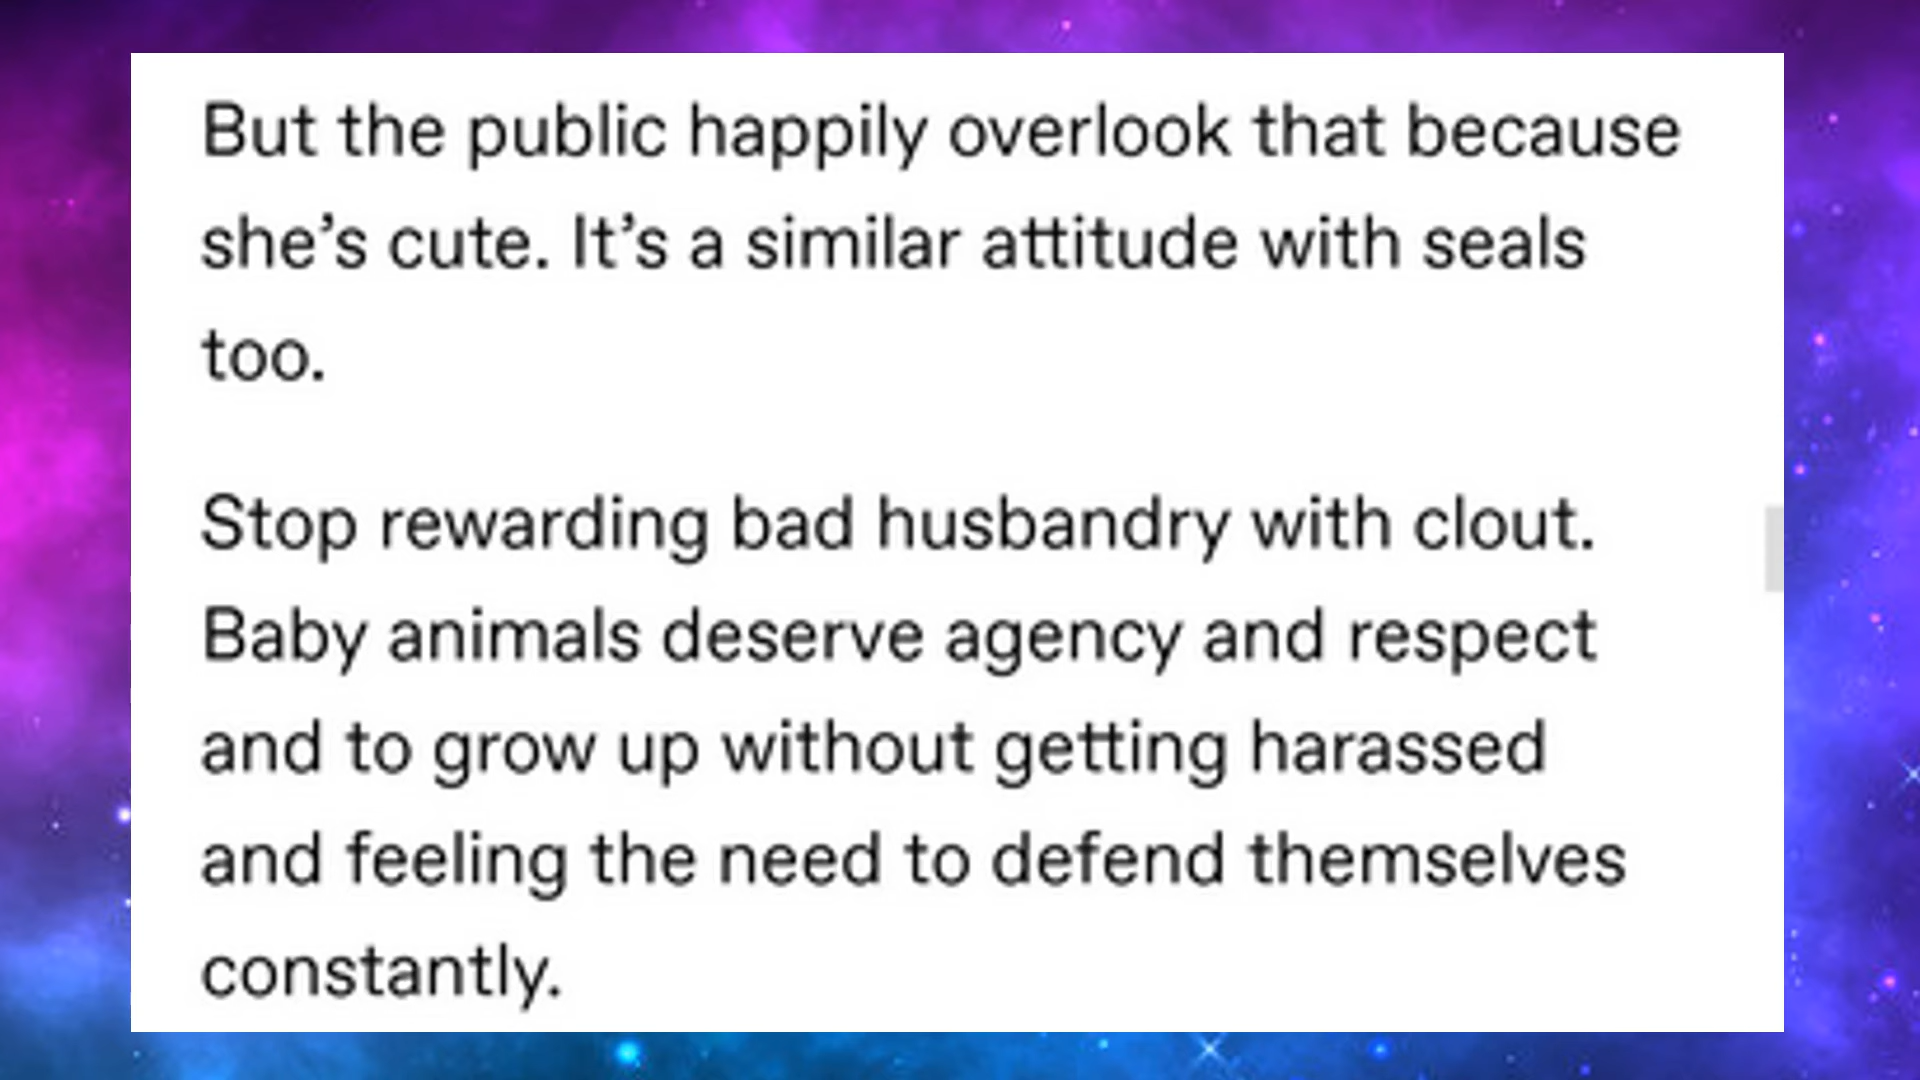 But the public happily overlook that because
she’s cute. It’s a similar attitude with seals
too.
Stop rewarding bad husbandry with clout.
Baby animals deserve agency and respect
and to grow up without getting harassed
and feeling the need to defend themselves
constantly.